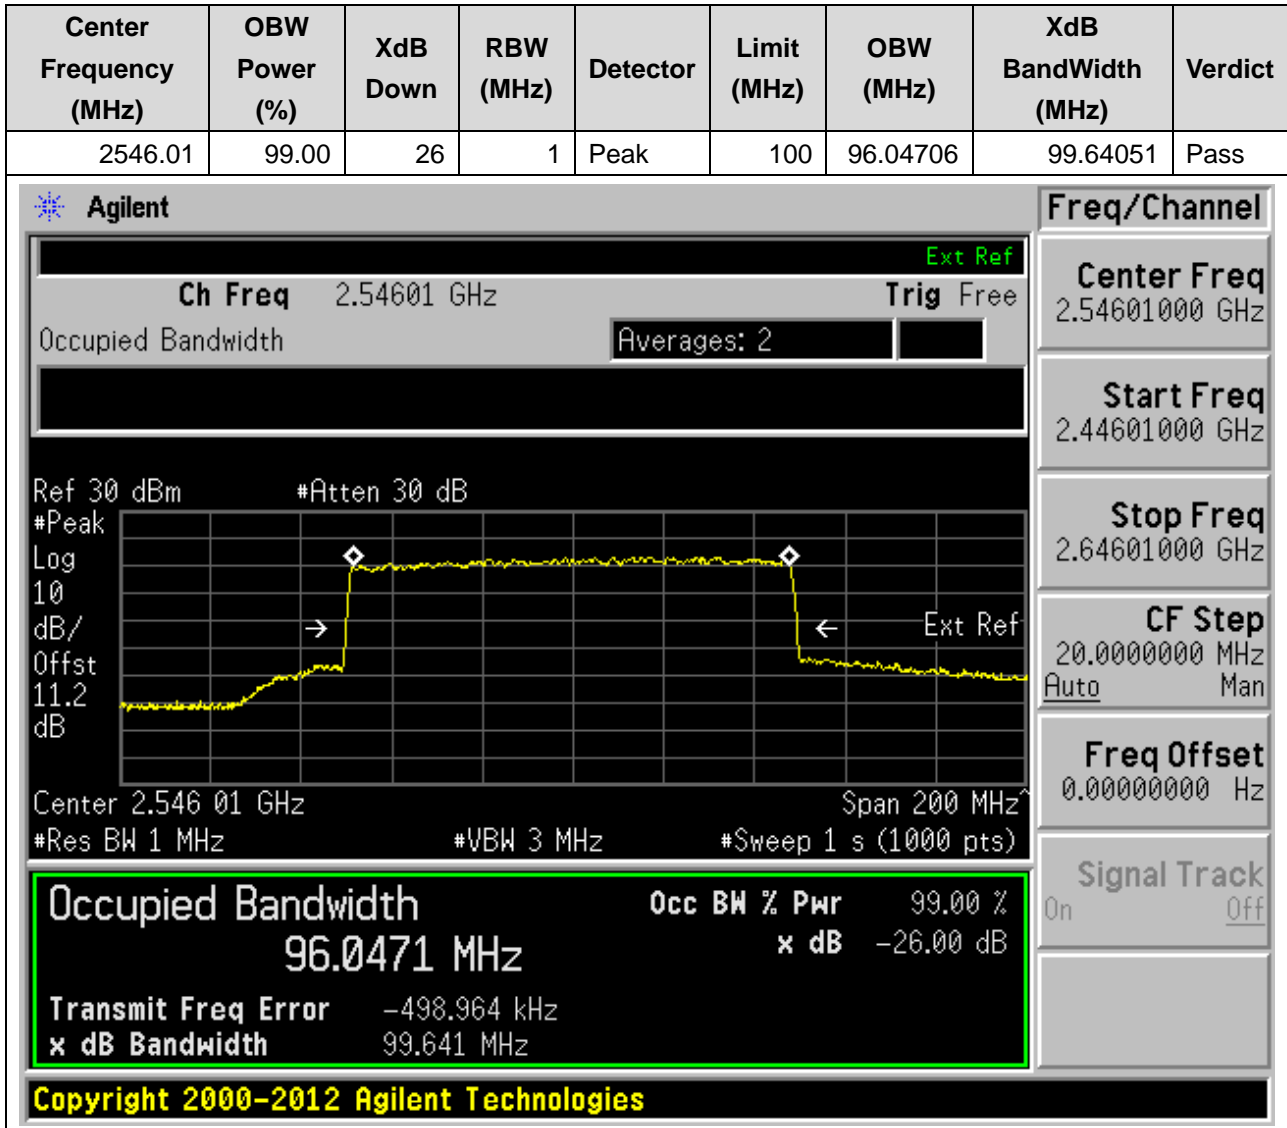 Center Frequency (MHz) OBW Power (%) XdB Down RBW (MHz) Detector Limit (MHz) OBW (MHz) XdB BandWidth (MHz) Verdict
2546.01 99.00 26 1 Peak 100 96.04706 99.64051 Pass
Agilent
Freq/Channel
Ext Ref
Ch Freq 2.54601 GHz Trig Free
Occupied Bandwidth Averages: 2
Center Freq
2.54601000 GHz
Start Freq
2.44601000 GHz
Stop Freq
2.64601000 GHz
CF Step
20.0000000 MHz
Auto Man
Freq Offset
0.00000000 Hz
Signal Track
On Off
Ref 30 dBm #Atten 30 dB
#Peak
Log
10
dB/
Offst
11.2
dB
Ext Ref
Center 2.546 01 GHz Span 200 MHz^
#Res BW 1 MHz #VBW 3 MHz #Sweep 1 s (1000 pts)
Occupied Bandwidth Occ BW % Pwr 99.00 %
96.0471 MHz x dB -26.00 dB
Transmit Freq Error -498.964 kHz
x dB Bandwidth 99.641 MHz
Copyright 2000-2012 Agilent Technologies